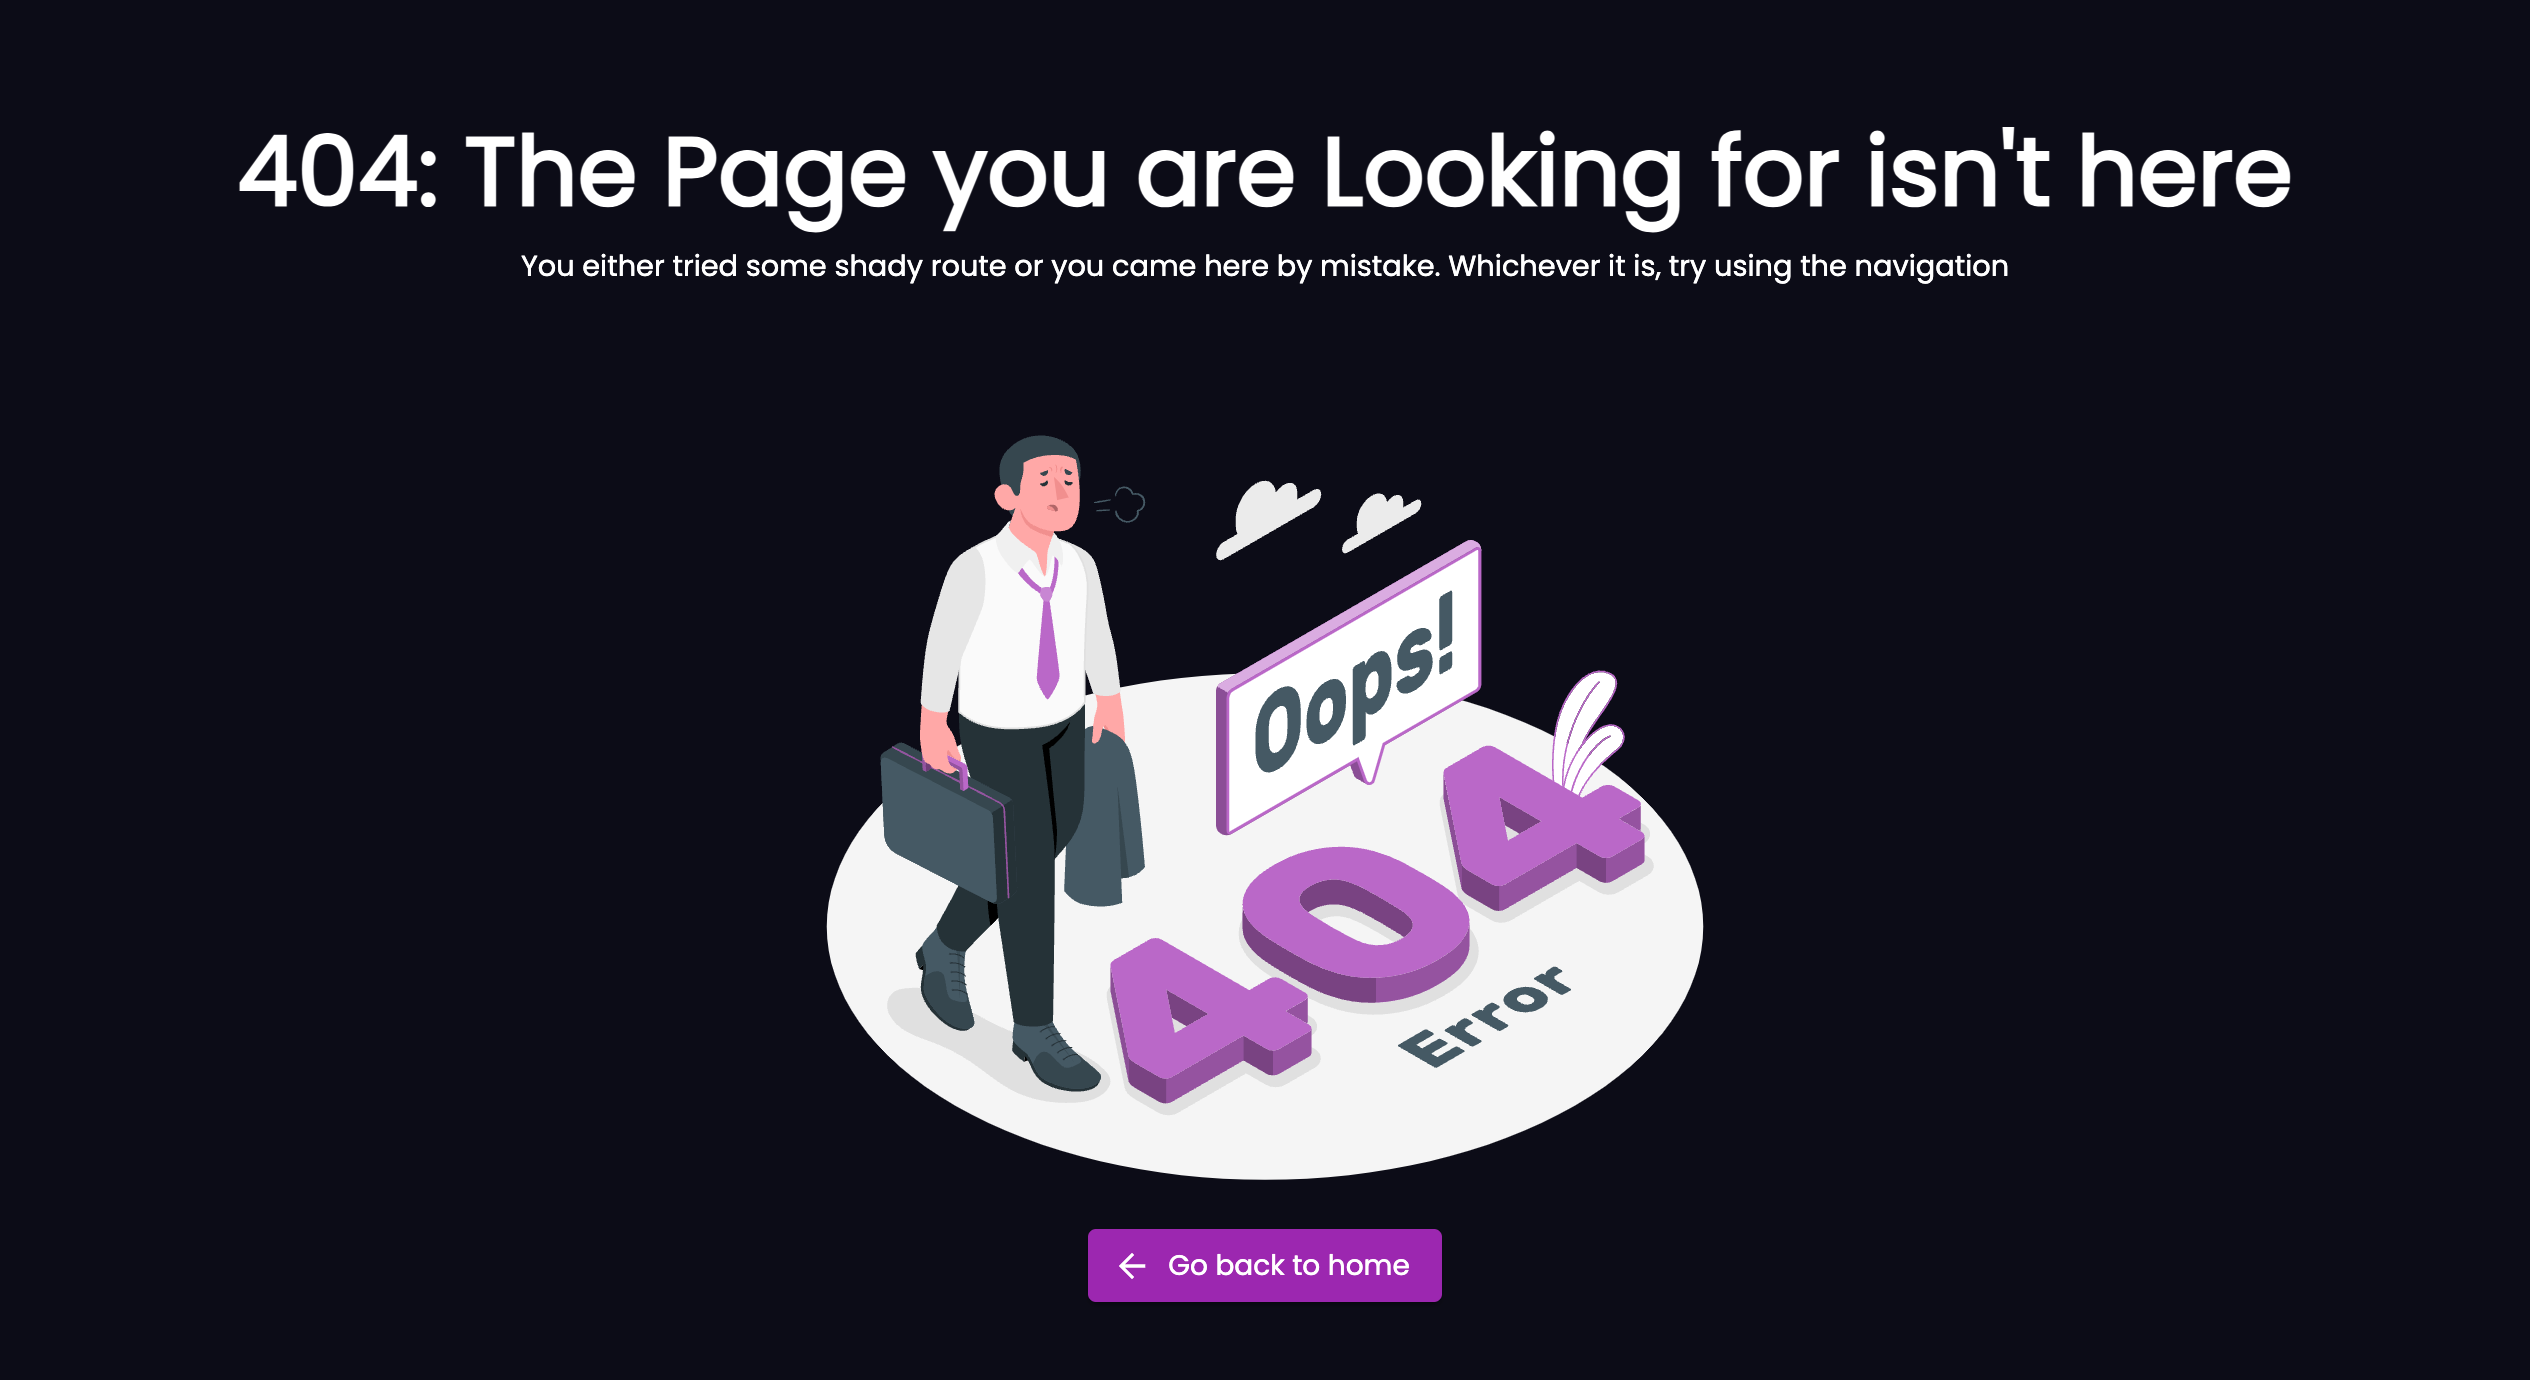 404: The Page you are Looking for isn't here
You either tried some shady route or you came here by mistake. Whichever it is, try using the navigation
Oops!
404
Error
Go back to home